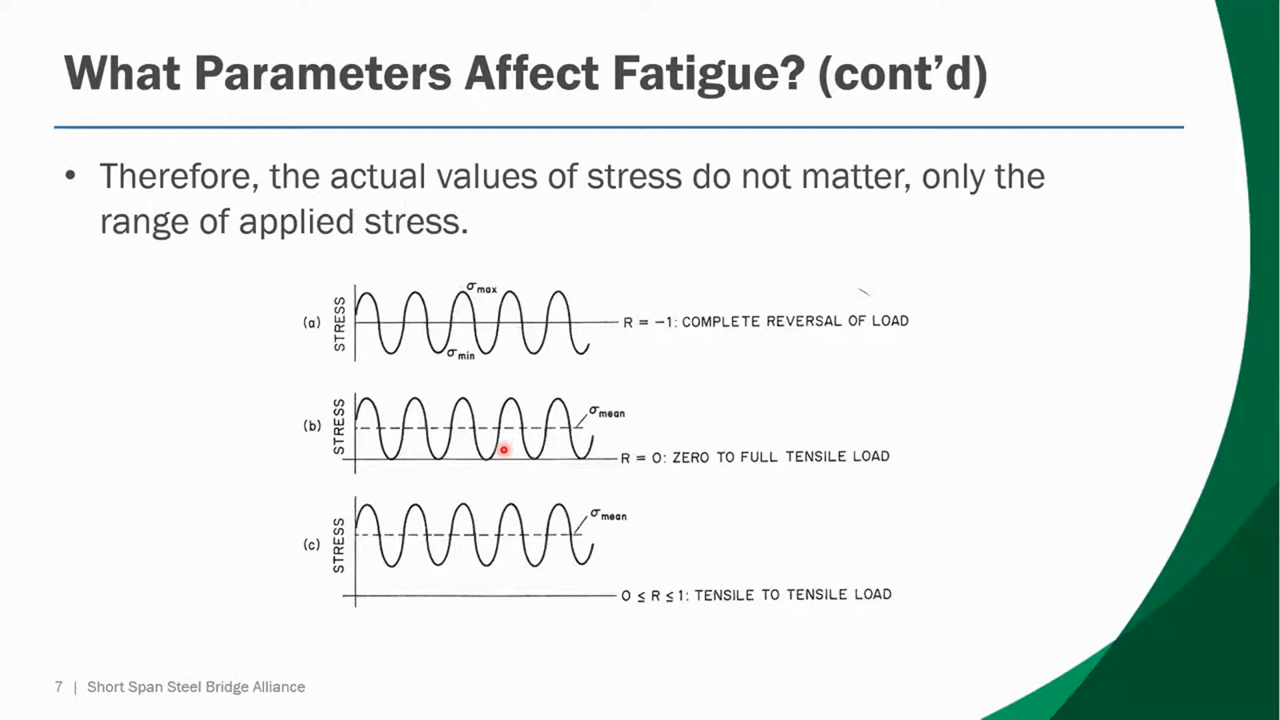 What Parameters Affect Fatigue? (cont’d)
• Therefore, the actual values of stress do not matter, only the
range of applied stress.
(a)
STRESS
σmax
σmin
R = −1: COMPLETE REVERSAL OF LOAD
(b)
STRESS
σmean
R = 0: ZERO TO FULL TENSILE LOAD
(c)
STRESS
σmean
0 ≤ R ≤ 1: TENSILE TO TENSILE LOAD
7 | Short Span Steel Bridge Alliance